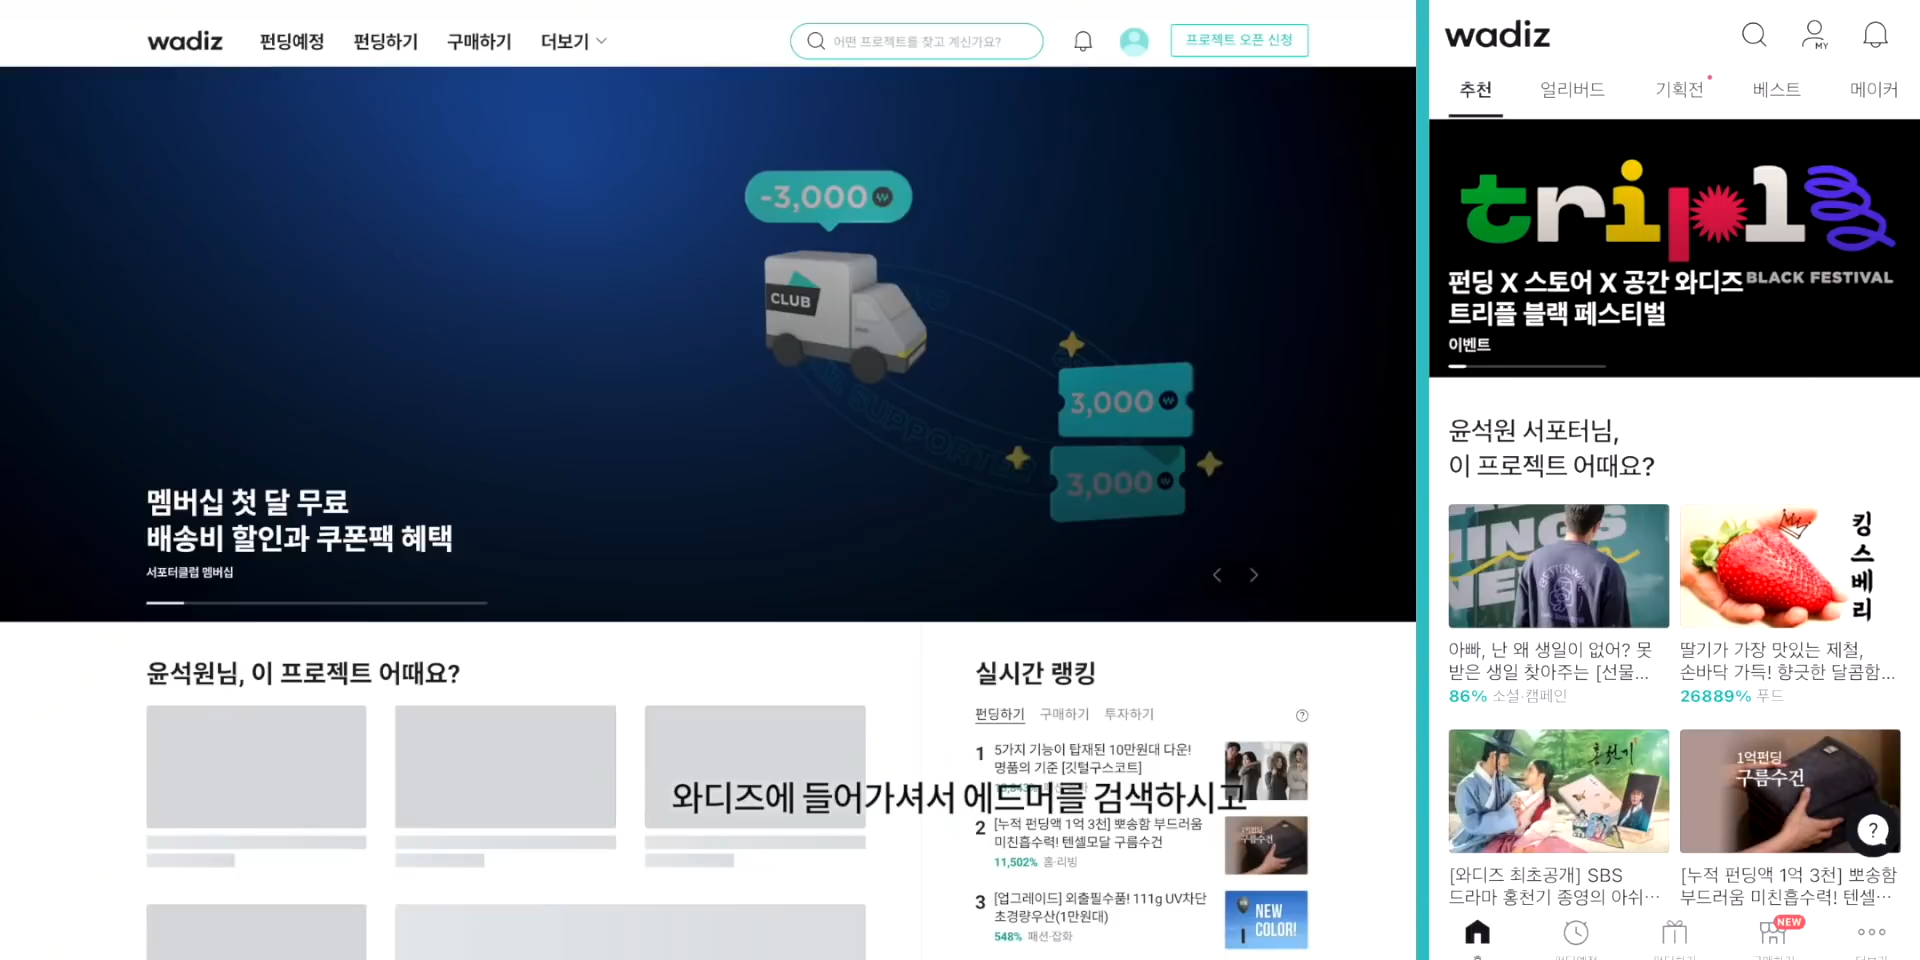 wadiz 펀딩예정 펀딩하기 구매하기 더보기 어떤 프로젝트를 찾고 계신가요? 프로젝트 오픈 신청
-3,000 W
CLUB
3,000 W
3,000 W
SUPPORTER
멤버십 첫 달 무료
배송비 할인과 쿠폰팩 혜택
서포터클럽 멤버십
윤석원님, 이 프로젝트 어때요?
실시간 랭킹
펀딩하기 구매하기 투자하기 ?
1 5가지 기능이 탑재된 10만원대 다운!
명품의 기준 [깃털구스코트]
와디즈에 들어가셔서 에드머를 검색하시고
2 [누적 펀딩액 1억 3천] 뽀송함 부드러움
미친흡수력! 텐셀모달 구름수건
11,502% 홈·리빙
구름수건
3 [업그레이드] 외출필수품! 111g UV차단
초경량우산(1만원대)
548% 패션·잡화
NEW
COLOR!
wadiz MY
추천 얼리버드 기획전 베스트 메이커
tripl
BLACK FESTIVAL
펀딩 X 스토어 X 공간 와디즈
트리플 블랙 페스티벌
이벤트
윤석원 서포터님,
이 프로젝트 어때요?
INGS
BETTERWAY
킹스베리
아빠, 난 왜 생일이 없어? 못
받은 생일 찾아주는 [선물...
86% 소셜·캠페인
딸기가 가장 맛있는 제철,
손바닥 가득! 향긋한 달콤함...
26889% 푸드
홍천기
1억펀딩
구름수건
?
[와디즈 최초공개] SBS
드라마 홍천기 종영의 아쉬...
[누적 펀딩액 1억 3천] 뽀송함
부드러움 미친흡수력! 텐셀...
NEW